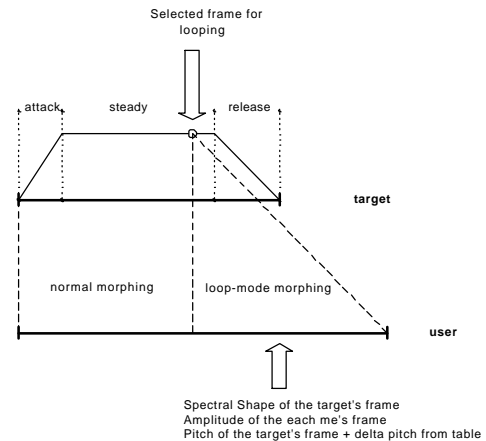 Selected frame for
looping
attack
steady
release
target
normal morphing
loop-mode morphing
user
Spectral Shape of the target's frame
Amplitude of the each me's frame
Pitch of the target's frame + delta pitch from table